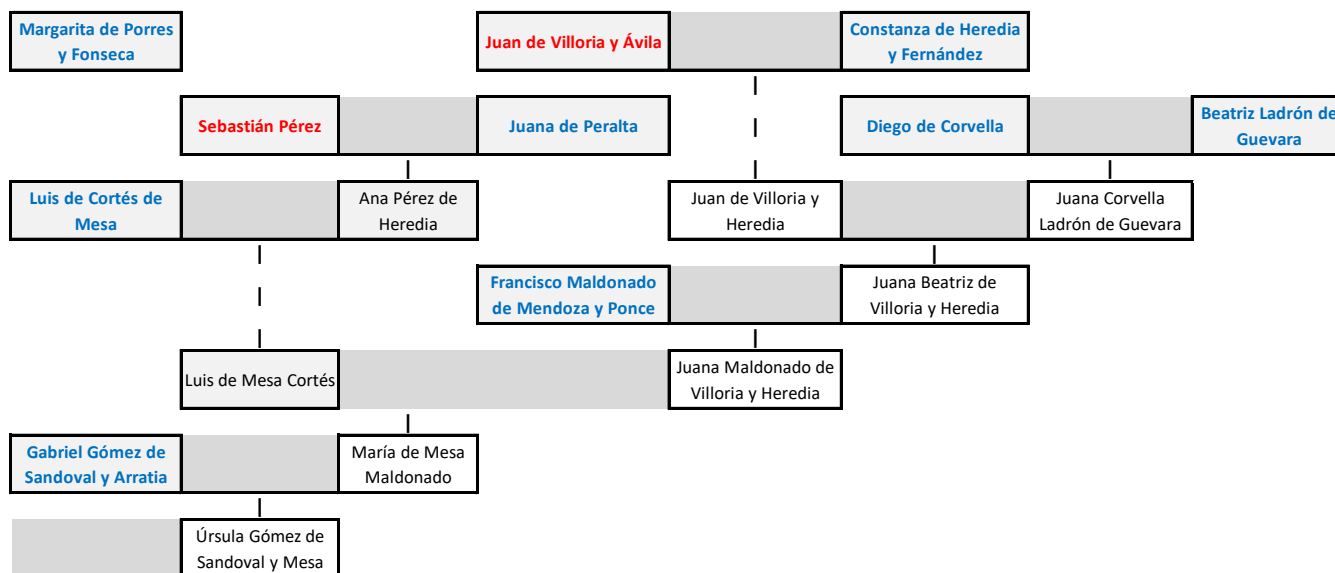 Margarita de Porres
y Fonseca
Juan de Villoria y Ávila
Constanza de Heredia
y Fernández
Sebastián Pérez
Juana de Peralta
Diego de Corvella
Beatriz Ladrón de
Guevara
Luis de Cortés de
Mesa
Ana Pérez de
Heredia
Juan de Villoria y
Heredia
Juana Corvella
Ladrón de Guevara
Francisco Maldonado
de Mendoza y Ponce
Juana Beatriz de
Villoria y Heredia
Luis de Mesa Cortés
Juana Maldonado de
Villoria y Heredia
Gabriel Gómez de
Sandoval y Arratia
María de Mesa
Maldonado
Úrsula Gómez de
Sandoval y Mesa